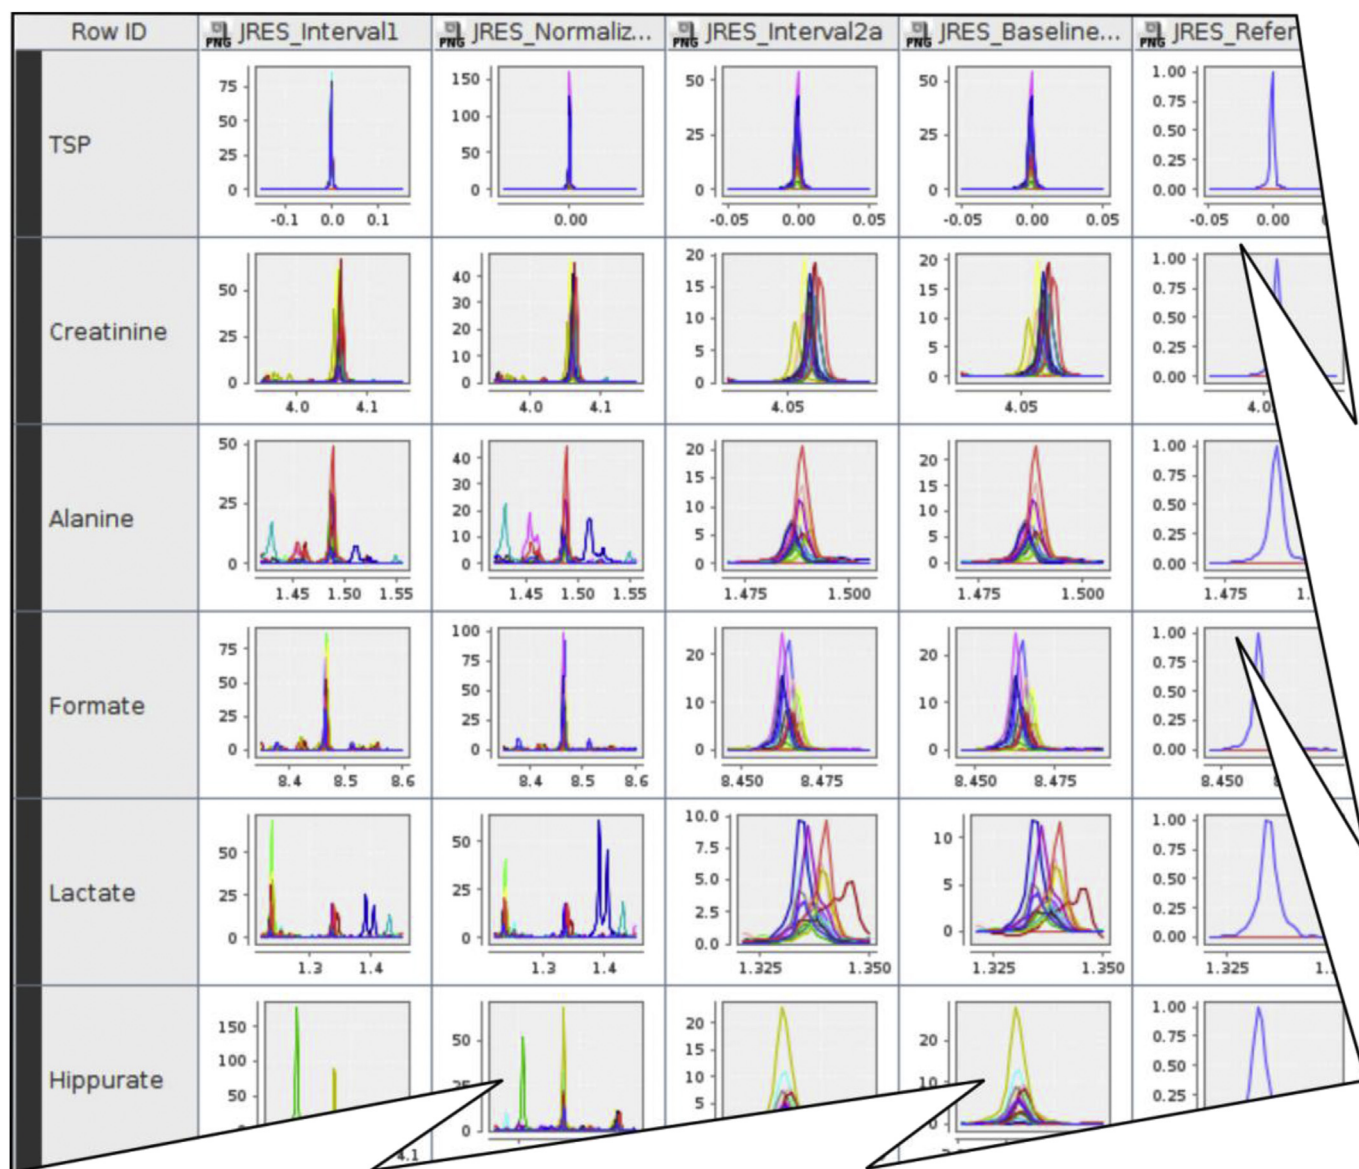 Row ID PNG JRES_Interval1 PNG JRES_Normaliz... PNG JRES_Interval2a PNG JRES_Baseline... PNG JRES_Refer
TSP
75 50 25 0
-0.1 0.0 0.1
150 100 50 0
0.00
50 25 0
-0.05 0.00 0.05
50 25 0
-0.05 0.00 0.05
1.00 0.75 0.50 0.25 0.00
-0.05 0.00
Creatinine
50 25 0
4.0 4.1
40 30 20 10 0
4.0 4.1
20 15 10 5 0
4.05
20 15 10 5 0
4.05
1.00 0.75 0.50 0.25 0.00
Alanine
50 25 0
1.45 1.50 1.55
40 30 20 10 0
1.45 1.50 1.55
20 15 10 5 0
1.475 1.500
20 15 10 5 0
1.475 1.500
1.00 0.75 0.50 0.25 0.00
1.475
Formate
75 50 25 0
8.4 8.5 8.6
100 75 50 25 0
8.4 8.5 8.6
20 10 0
8.450 8.475
20 10 0
8.450 8.475
1.00 0.75 0.50 0.25 0.00
8.450
Lactate
50 25 0
1.3 1.4
50 25 0
1.3 1.4
10.0 7.5 5.0 2.5 0.0
1.325 1.350
10 5 0
1.325 1.350
1.00 0.75 0.50 0.25 0.00
1.325
Hippurate
150 100 50
4.1
50 25 0
20 15 10 5
20 10 0
1.00 0.75 0.50 0.25 0.00